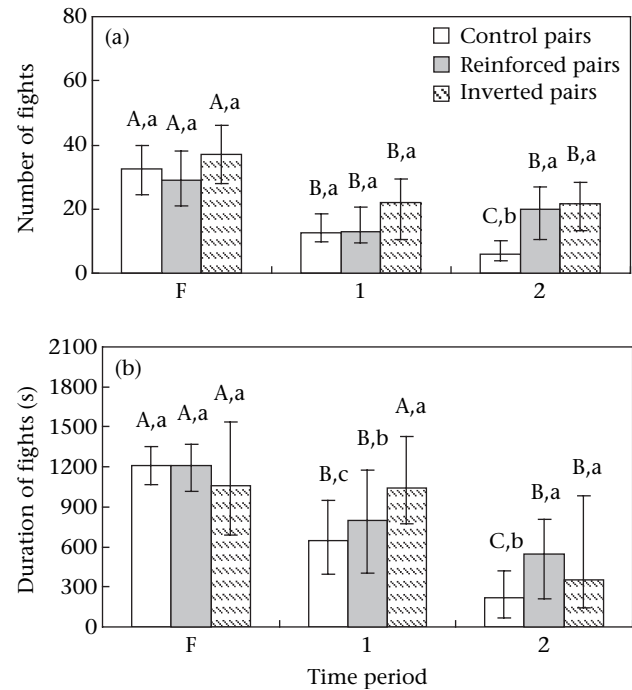 (a)
Control pairs
Reinforced pairs
Inverted pairs
Number of fights
80
60
40
20
0
A,a
A,a
A,a
B,a
B,a
B,a
C,b
B,a
B,a
F
1
2
(b)
Duration of fights (s)
2100
1800
1500
1200
900
600
300
0
A,a
A,a
A,a
B,c
B,b
A,a
C,b
B,a
B,a
F
1
2
Time period